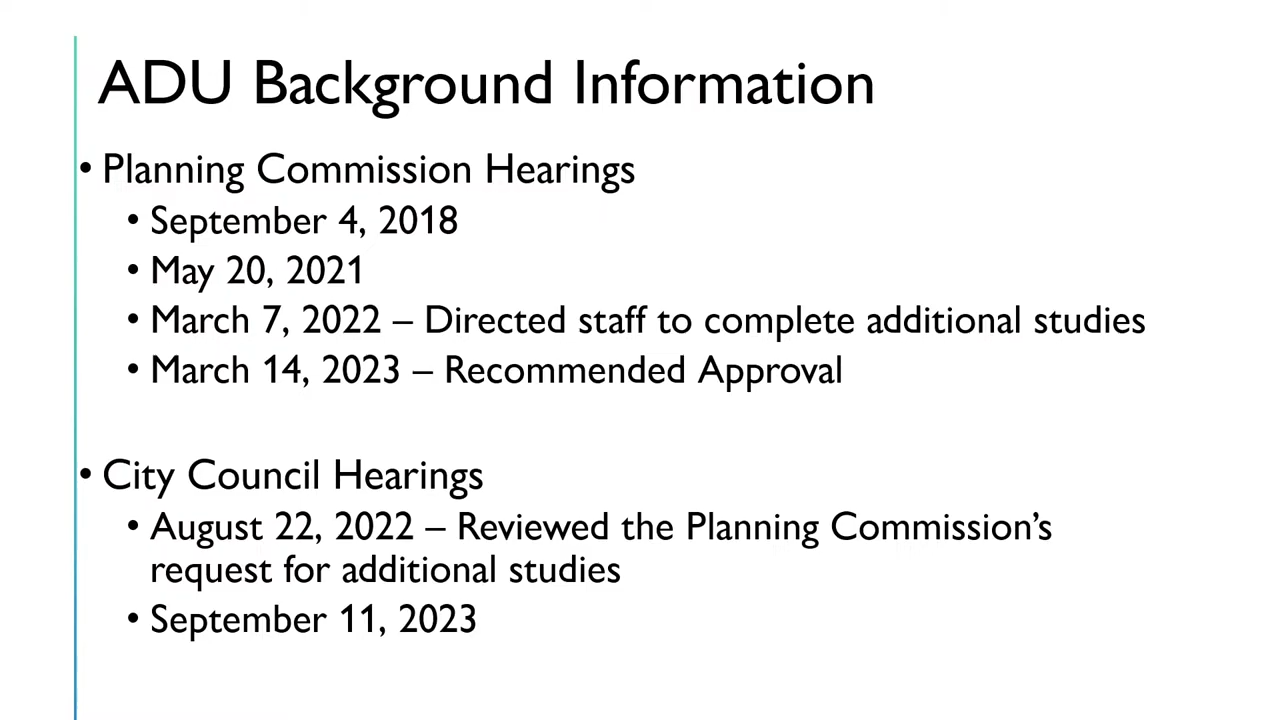 ADU Background Information
• Planning Commission Hearings
• September 4, 2018
• May 20, 2021
• March 7, 2022 – Directed staff to complete additional studies
• March 14, 2023 – Recommended Approval
• City Council Hearings
• August 22, 2022 – Reviewed the Planning Commission’s
request for additional studies
• September 11, 2023